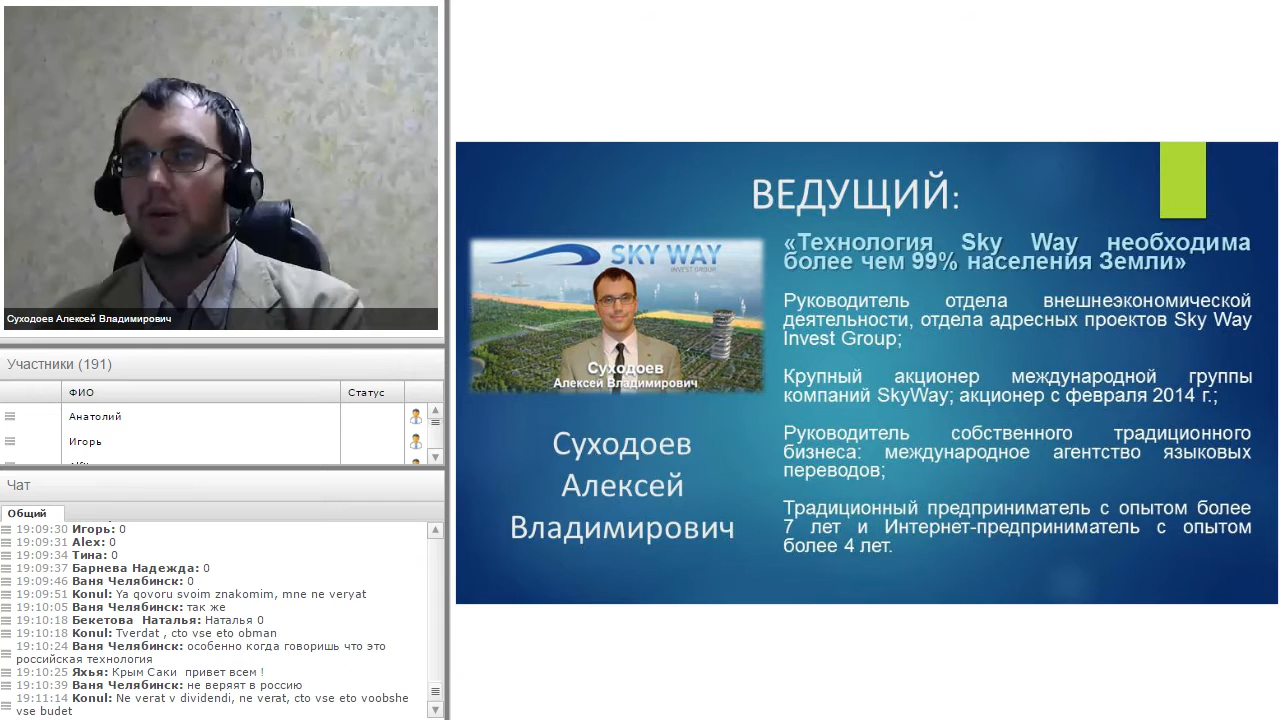 Суходоев Алексей Владимирович
Участники (191)
ФИО
Статус
Анатолий
Игорь
Чат
Общий
19:09:30 Игорь: 0
19:09:31 Alex: 0
19:09:34 Тина: 0
19:09:37 Барнева Надежда: 0
19:09:46 Ваня Челябинск: 0
19:09:51 Konul: Ya qovoru svoim znakomim, mne ne veryat
19:10:05 Ваня Челябинск: так же
19:10:18 Бекетова Наталья: Наталья 0
19:10:18 Konul: Tverdat , cto vse eto obman
19:10:24 Ваня Челябинск: особенно когда говоришь что это
российская технология
19:10:25 Яхья: Крым Саки привет всем !
19:10:39 Ваня Челябинск: не веряят в россию
19:11:14 Konul: Ne verat v dividendi, ne verat, cto vse eto voobshe
vse budet
ВЕДУЩИЙ:
SKY WAY
INVEST GROUP
Суходоев
Алексей Владимирович
Суходоев
Алексей
Владимирович
«Технология Sky Way необходима
более чем 99% населения Земли»
Руководитель отдела внешнеэкономической
деятельности, отдела адресных проектов Sky Way
Invest Group;
Крупный акционер международной группы
компаний SkyWay; акционер с февраля 2014 г.;
Руководитель собственного традиционного
бизнеса: международное агентство языковых
переводов;
Традиционный предприниматель с опытом более
7 лет и Интернет-предприниматель с опытом
более 4 лет.